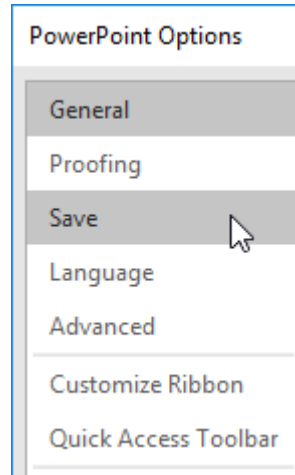 PowerPoint Options
General
Proofing
Save
Language
Advanced
Customize Ribbon
Quick Access Toolbar